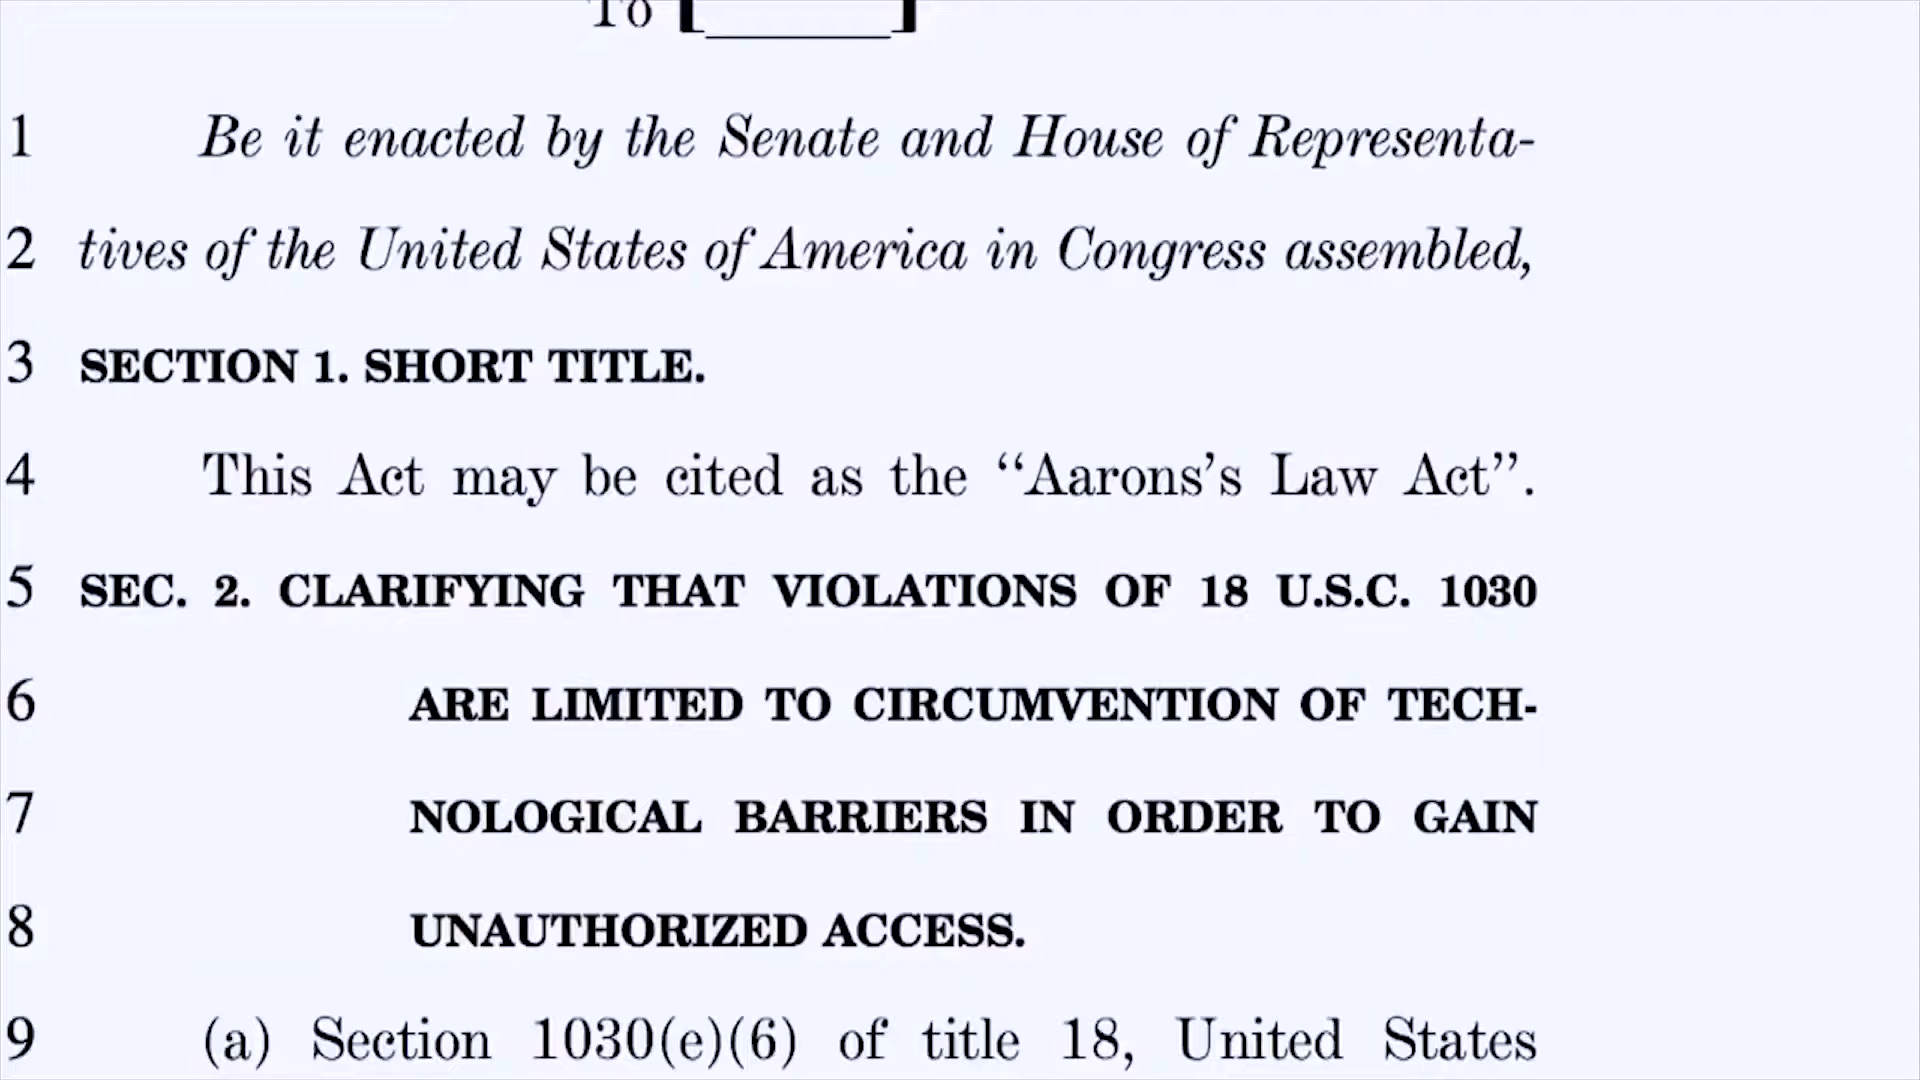 To [______]
1 Be it enacted by the Senate and House of Representa-
2 tives of the United States of America in Congress assembled,
3 SECTION 1. SHORT TITLE.
4 This Act may be cited as the ‘‘Aarons’s Law Act’’.
5 SEC. 2. CLARIFYING THAT VIOLATIONS OF 18 U.S.C. 1030
6 ARE LIMITED TO CIRCUMVENTION OF TECH-
7 NOLOGICAL BARRIERS IN ORDER TO GAIN
8 UNAUTHORIZED ACCESS.
9 (a) Section 1030(e)(6) of title 18, United States